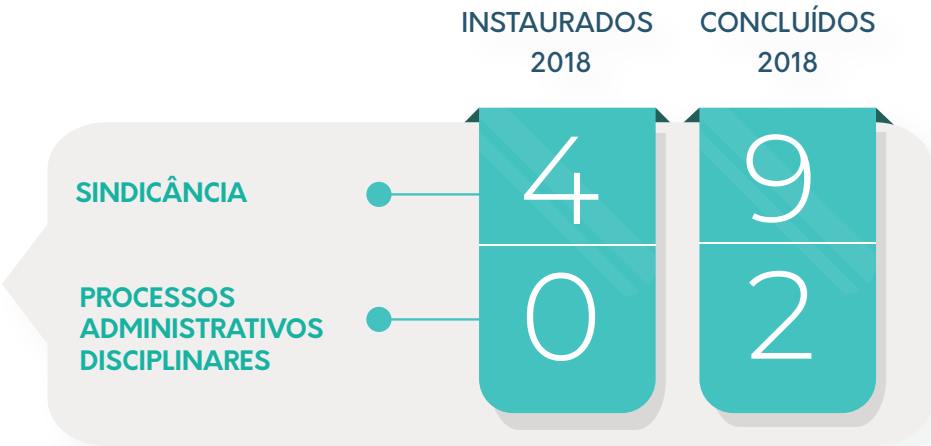 INSTAURADOS
2018
CONCLUÍDOS
2018
SINDICÂNCIA
4
9
PROCESSOS
ADMINISTRATIVOS
DISCIPLINARES
0
2